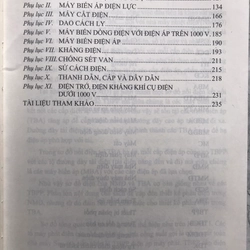 Phụ lục II. MÁY BIẾN ÁP ĐIỆN LỰC 134
Phụ lục III. MÁY CẮT ĐIỆN 166
Phụ lục IV. DAO CÁCH LY 176
Phụ lục V. MÁY BIẾN DÒNG ĐIỆN VỚI ĐIỆN ÁP TRÊN 1000 V. 185
Phụ lục VI. MÁY BIẾN ĐIỆN ÁP 190
Phụ lục VII. KHÁNG ĐIỆN 195
Phụ lục VIII. CHỐNG SÉT VAN 211
Phụ lục IX. SỨ CÁCH ĐIỆN 215
Phụ lục X. THANH DẪN, CÁP VÀ DÂY DẪN 218
Phụ lục XI. ĐIỆN TRỞ, ĐIỆN KHÁNG KHÍ CỤ ĐIỆN
DƯỚI 1000 V 231
TÀI LIỆU THAM KHẢO 235